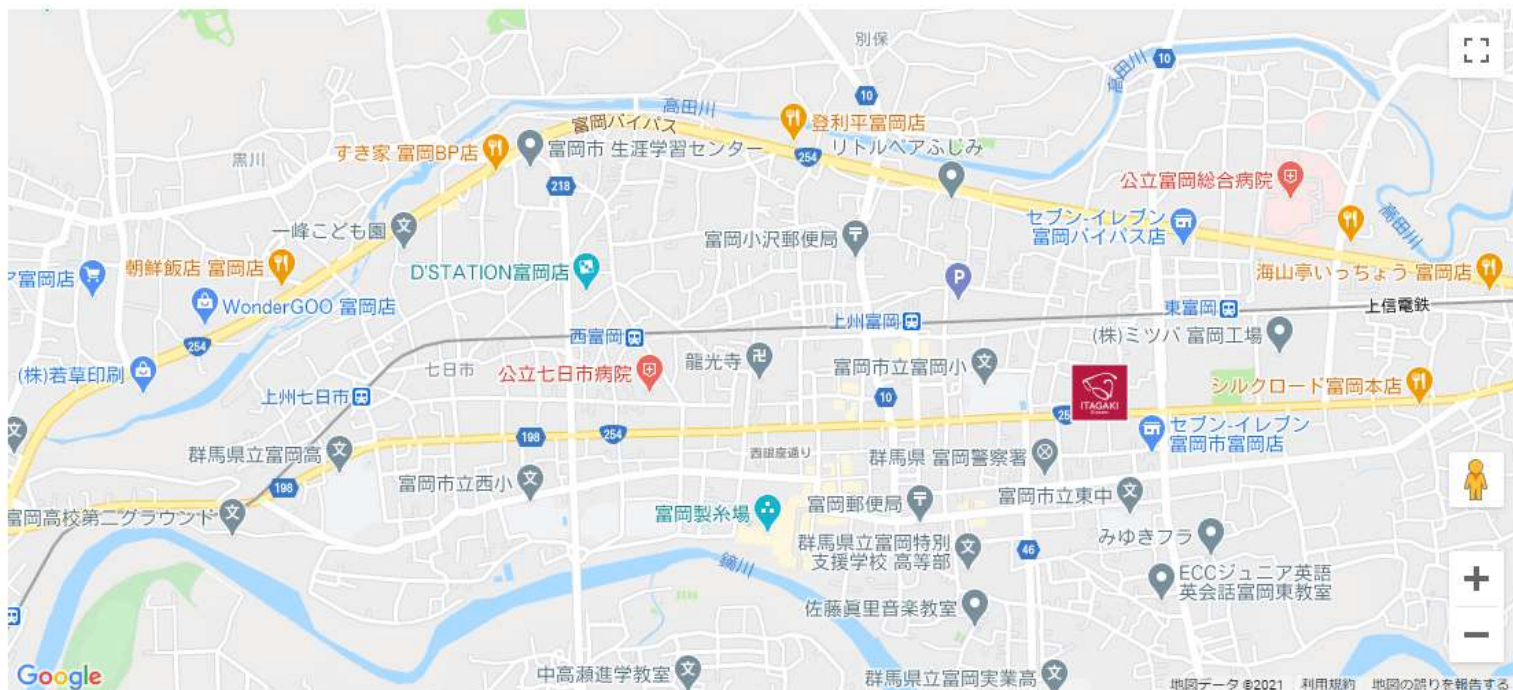 別保
10
10
高田川
高田川
富岡バイパス
登利平富岡店
すき家 富岡BP店
富岡市 生涯学習センター
254
リトルベアふじみ
黒川
218
公立富岡総合病院
一峰こども園
富岡小沢郵便局
セブン-イレブン
富岡バイパス店
高田川
朝鮮飯店 富岡店
D'STATION富岡店
P
海山亭いっちょう 富岡店
ア富岡店
WonderGOO 富岡店
東富岡
上信電鉄
上州富岡
西富岡
(株)ミツバ 富岡工場
254
龍光寺
富岡市立富岡小
(株)若草印刷
七日市
公立七日市病院
シルクロード富岡本店
上州七日市
10
ITAGAKI
25
セブン-イレブン
富岡市富岡店
198
254
群馬県立富岡高
西銀座通り
群馬県 富岡警察署
富岡市立西小
198
富岡郵便局
富岡市立東中
富岡高校第二グラウンド
富岡製糸場
群馬県立富岡特別
支援学校 高等部
46
みゆきプラ
鏑川
ECCジュニア英語
英会話富岡東教室
佐藤眞里音楽教室
中高瀬進学教室
群馬県立富岡実業高
Google
地図データ ©2021
利用規約
地図の誤りを報告する